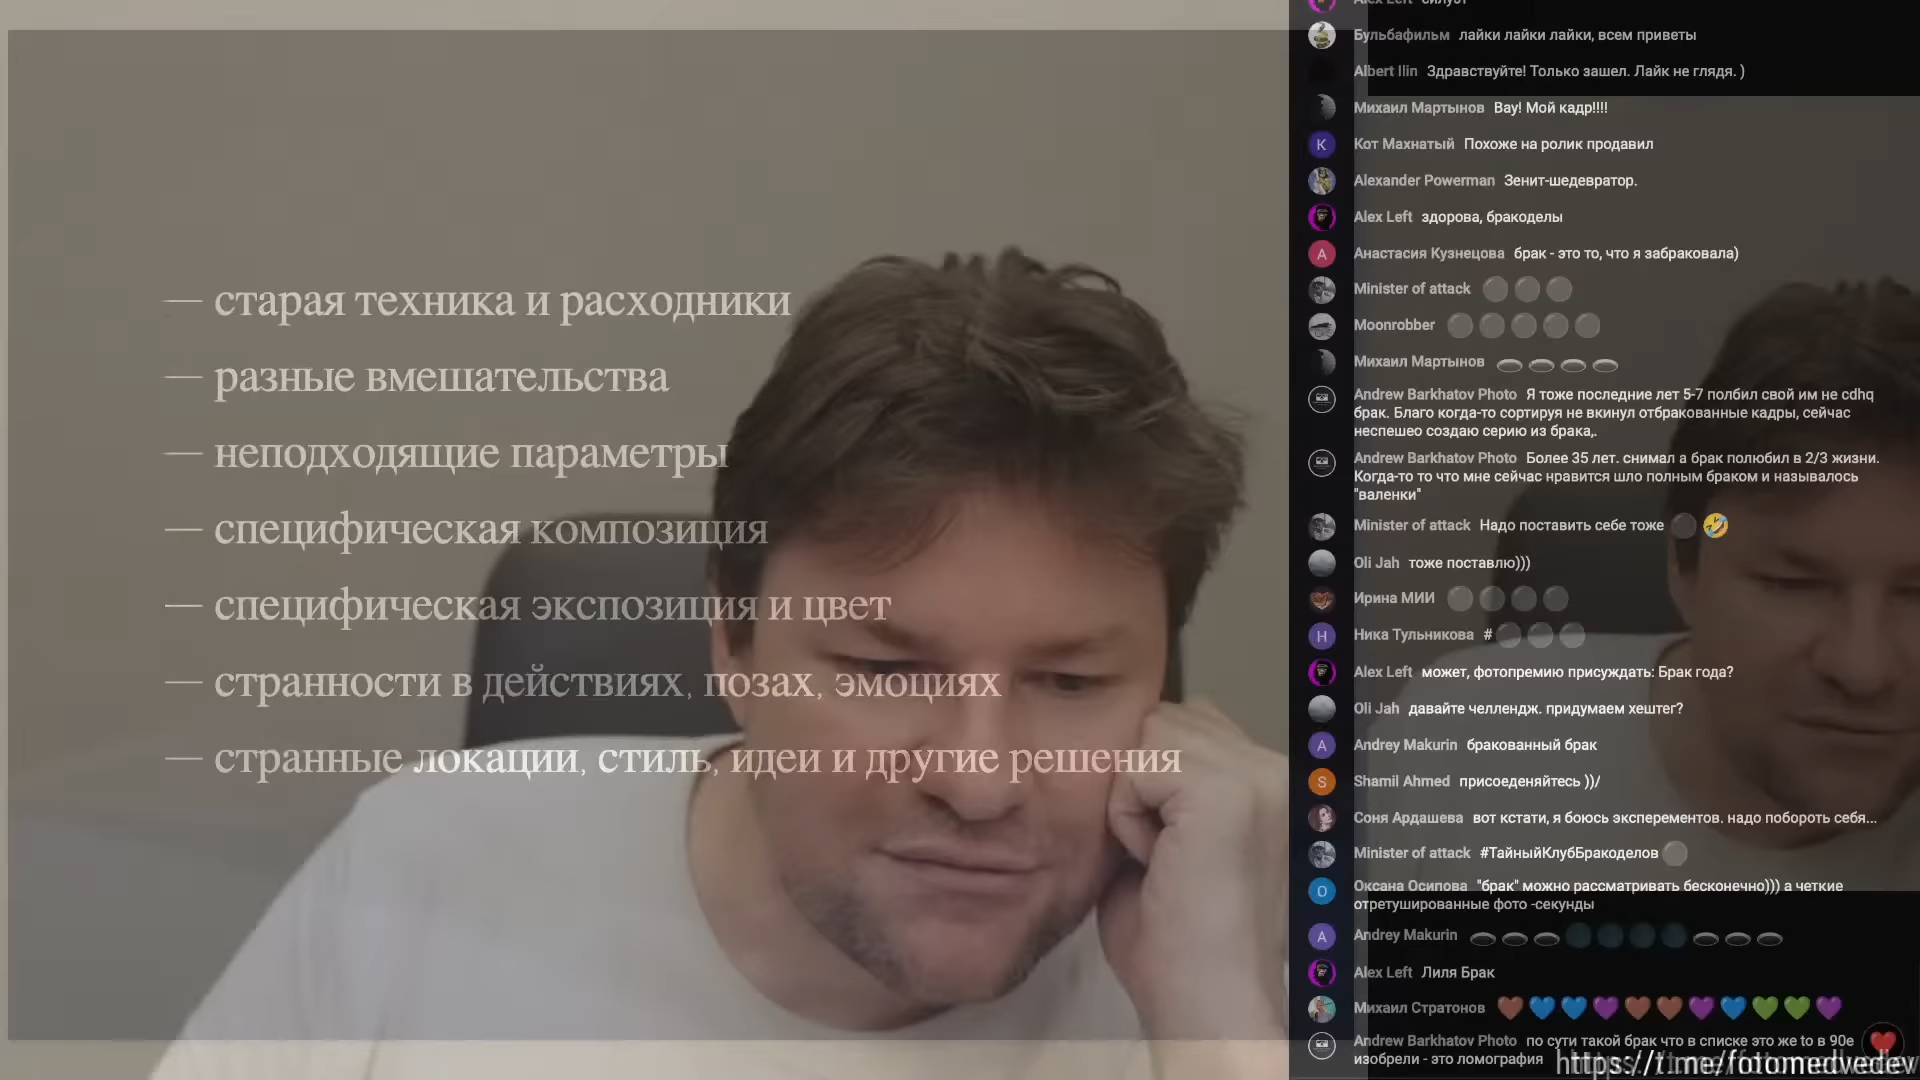 — старая техника и расходники
— разные вмешательства
— неподходящие параметры
— специфическая композиция
— специфическая экспозиция и цвет
— странности в действиях, позах, эмоциях
— странные локации, стиль, идеи и другие решения
Alex Left силуэт
Бульбафильм лайки лайки лайки, всем приветы
Albert Ilin Здравствуйте! Только зашел. Лайк не глядя. )
Михаил Мартынов Вау! Мой кадр!!!!
К
Кот Махнатый Похоже на ролик продавил
Alexander Powerman Зенит-шедевратор.
Alex Left здорова, бракоделы
А
Анастасия Кузнецова брак - это то, что я забраковала)
Minister of attack
Moonrobber
Михаил Мартынов
Andrew Barkhatov Photo Я тоже последние лет 5-7 полбил свой им не cdhq
брак. Благо когда-то сортируя не вкинул отбракованные кадры, сейчас
неспешео создаю серию из брака,.
Andrew Barkhatov Photo Более 35 лет. снимал а брак полюбил в 2/3 жизни.
Когда-то то что мне сейчас нравится шло полным браком и называлось
"валенки"
Minister of attack Надо поставить себе тоже 🤣
Oli Jah тоже поставлю)))
Ирина МИИ
Н
Ника Тульникова #
Alex Left может, фотопремию присуждать: Брак года?
Oli Jah давайте челлендж. придумаем хештег?
A
Andrey Makurin бракованный брак
S
Shamil Ahmed присоеденяйтесь ))/
Соня Ардашева вот кстати, я боюсь эксперементов. надо побороть себя...
Minister of attack #ТайныйКлубБракоделов
О
Оксана Осипова "брак" можно рассматривать бесконечно))) а четкие
отретушированные фото -секунды
A
Andrey Makurin
Alex Left Лиля Брак
Михаил Стратонов 🤎💙💙💜🤎🤎💜💙💚💚💜
Andrew Barkhatov Photo по сути такой брак что в списке это же to в 90е
изобрели - это ломография
https://t.me/fotomedvedev